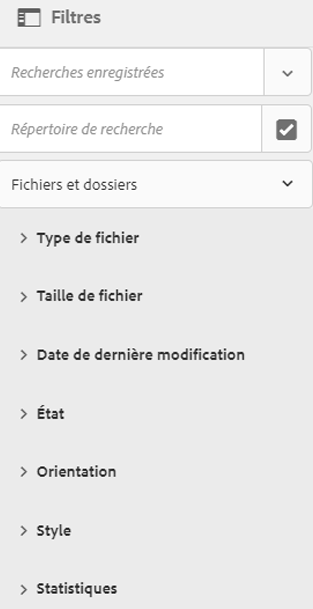 Filtres
Recherches enregistrées
Répertoire de recherche
Fichiers et dossiers
Type de fichier
Taille de fichier
Date de dernière modification
État
Orientation
Style
Statistiques